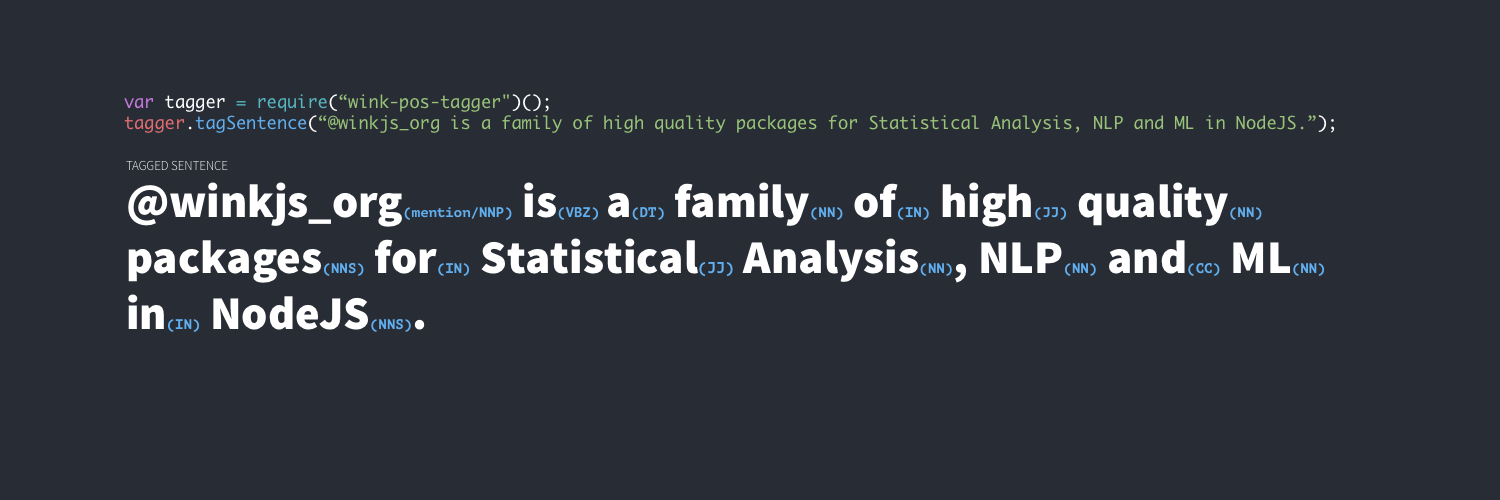 var tagger = require(“wink-pos-tagger")();
tagger.tagSentence(“@winkjs_org is a family of high quality packages for Statistical Analysis, NLP and ML in NodeJS.”);
TAGGED SENTENCE
@winkjs_org(mention/NNP) is(VBZ) a(DT) family(NN) of(IN) high(JJ) quality(NN)
packages(NNS) for(IN) Statistical(JJ) Analysis(NN), NLP(NN) and(CC) ML(NN)
in(IN) NodeJS(NNS).